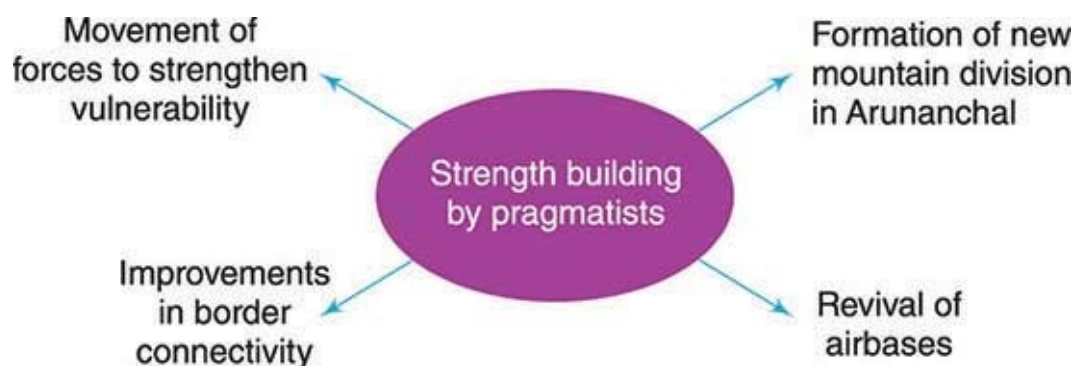 Movement of
forces to strengthen
vulnerability
Formation of new
mountain division
in Arunanchal
Strength building
by pragmatists
Improvements
in border
connectivity
Revival of
airbases